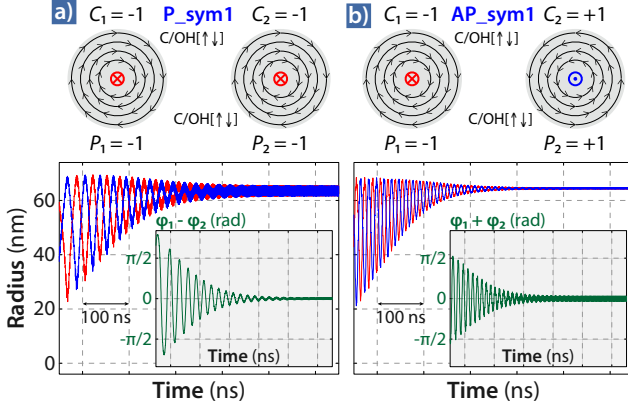 a) C₁ = -1 P_sym1 C₂ = -1
C/OH[↑↓]
C/OH[↑↓]
P₁ = -1 P₂ = -1
b) C₁ = -1 AP_sym1 C₂ = +1
C/OH[↑↓]
C/OH[↑↓]
P₁ = -1 P₂ = +1
Radius (nm)
60
40
20
0
100 ns
φ₁ - φ₂ (rad)
π/2
0
-π/2
Time (ns)
Time (ns)
100 ns
φ₁ + φ₂ (rad)
π/2
0
-π/2
Time (ns)
Time (ns)